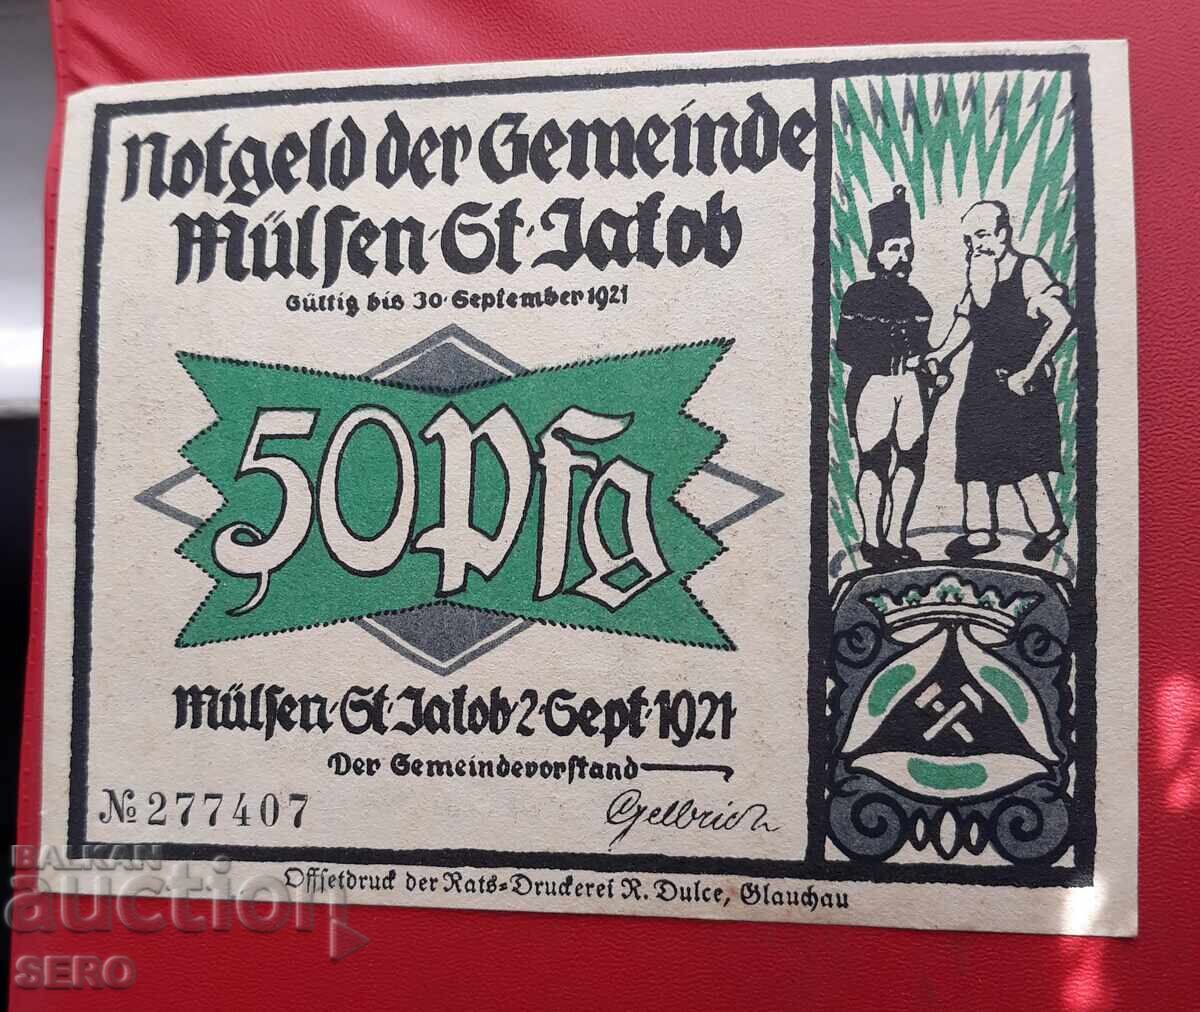 Notgeld der Gemeinde
Mülsen-St-Jakob
Gültig bis 30-September 1921
50 Pfg
Mülsen-St-Jakob-2-Sept-1921
Der Gemeindevorstand
№ 277407
Gelbrich
Offsetdruck der Rats-Druckerei R. Dulce, Glauchau
BALKAN
auction
SERO